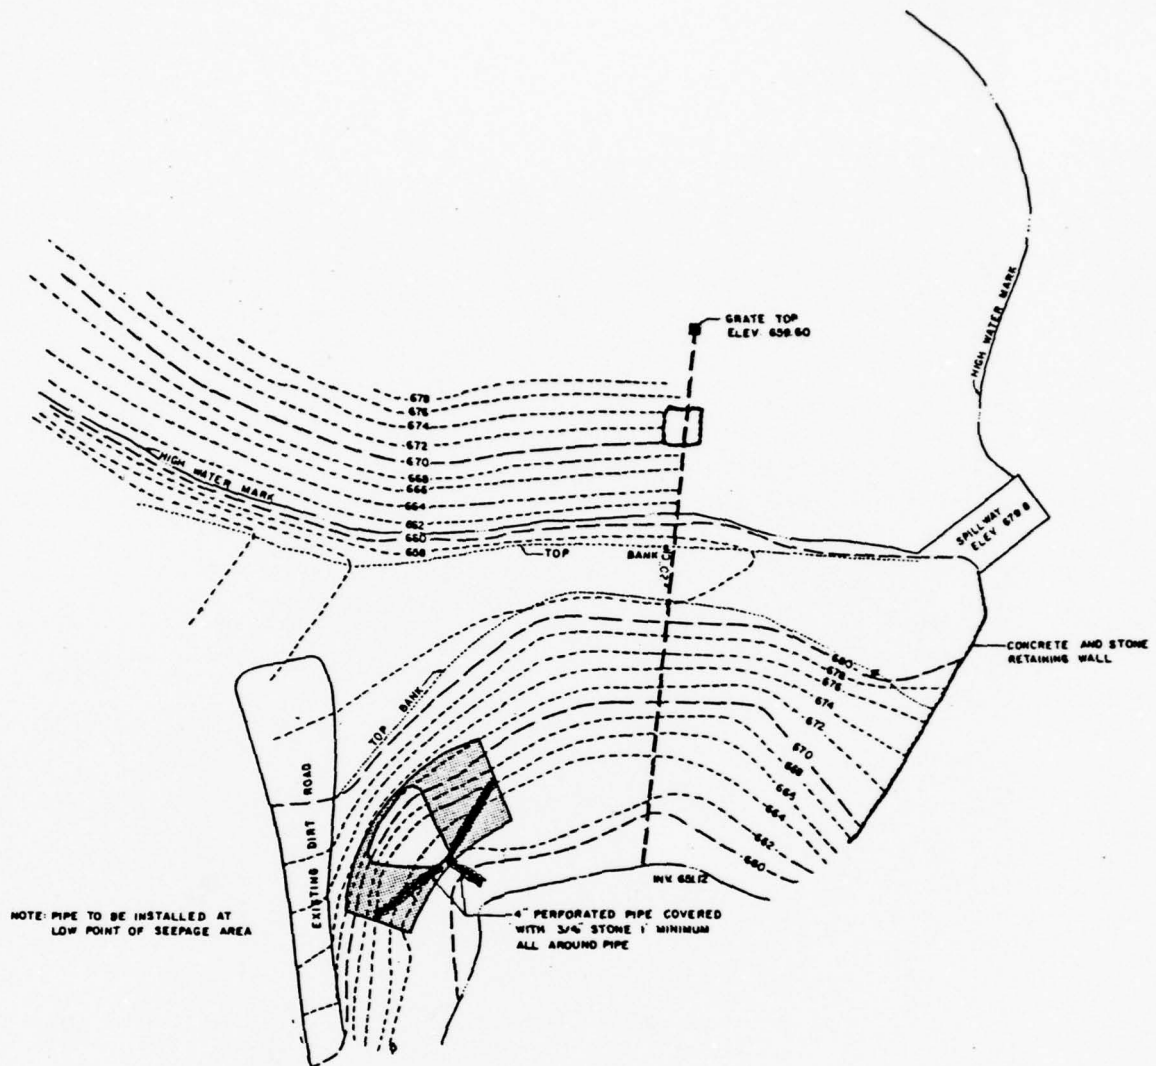 GRATE TOP
ELEV. 659.60
HIGH WATER MARK
678
676
674
672
670
668
666
664
662
660
658
HIGH WATER MARK
SPILLWAY
ELEV 679.8
TOP BANK
CONCRETE AND STONE
RETAINING WALL
680
678
676
674
672
670
668
666
664
662
660
TOP BANK
EXISTING DIRT ROAD
INV. 651.12
NOTE: PIPE TO BE INSTALLED AT
LOW POINT OF SEEPAGE AREA
4" PERFORATED PIPE COVERED
WITH 3/4" STONE 1' MINIMUM
ALL AROUND PIPE